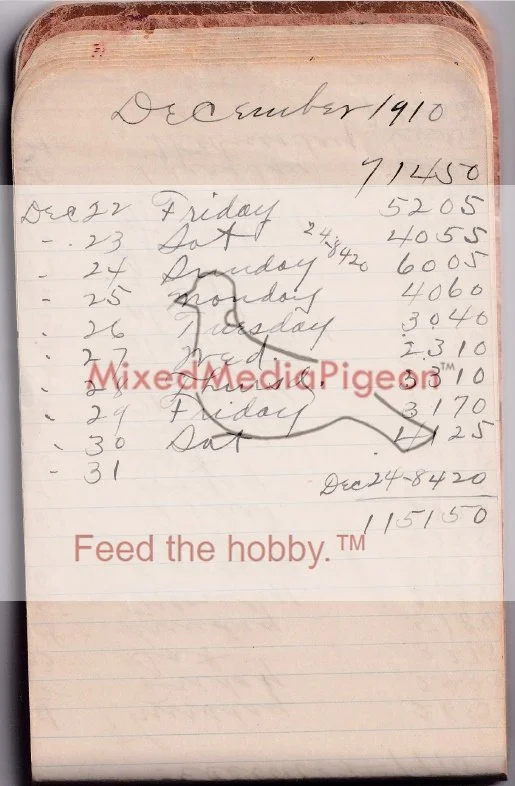 December 1910
71450
Dec 22 Friday 5205
- . 23 Sat 24-8420 4055
- 24 Sunday 6005
- 25 Monday 4060
. 26 Tuesday 3040
. 27 Wed. 2310
MixedMediaPigeon™
- 28 Thursd. 3310
. 29 Friday 3170
. 30 Sat 4125
- 31
Dec 24-8420
115150
Feed the hobby.™